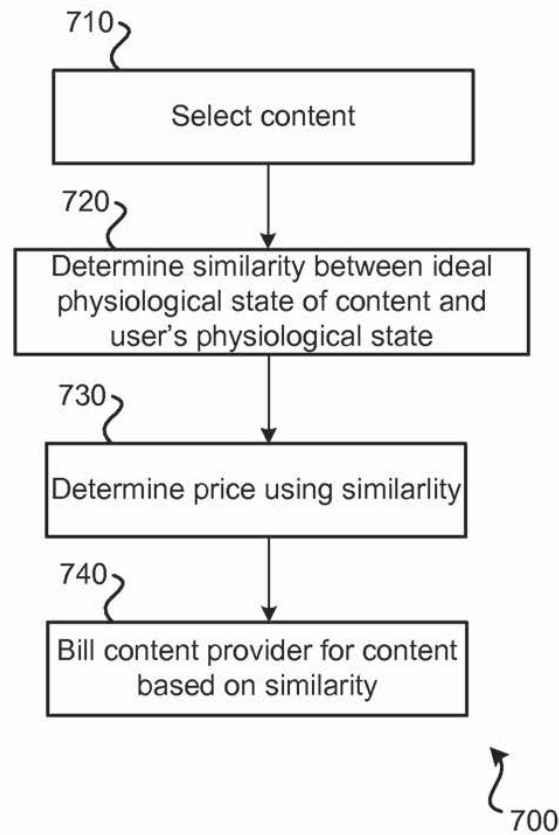 710
Select content
720
Determine similarity between ideal
physiological state of content and
user's physiological state
730
Determine price using similarlity
740
Bill content provider for content
based on similarity
700